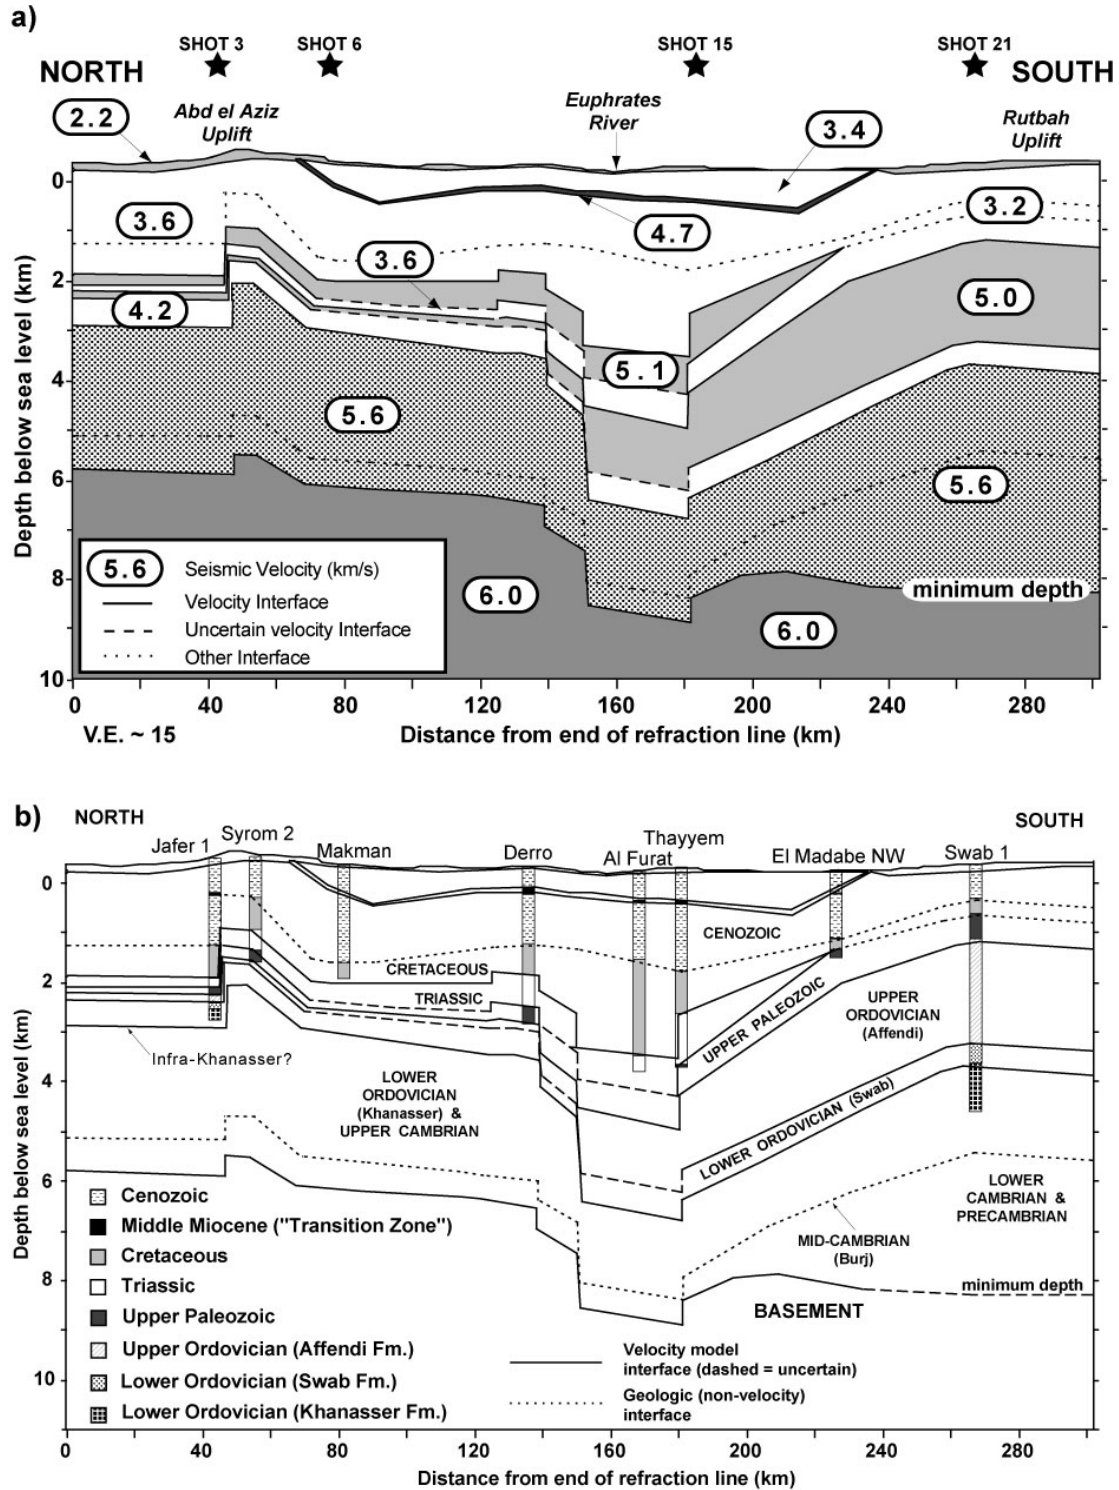 a)
SHOT 3
SHOT 6
SHOT 15
SHOT 21
NORTH
SOUTH
Abd el Aziz
Uplift
Euphrates
River
Rutbah
Uplift
2.2
3.4
0
3.6
3.2
4.7
3.6
2
4.2
5.0
5.1
4
5.6
5.6
6
8
10
Depth below sea level (km)
5.6
Seismic Velocity (km/s)
Velocity Interface
Uncertain velocity Interface
Other Interface
6.0
6.0
minimum depth
0
40
80
120
160
200
240
280
V.E. ~ 15
Distance from end of refraction line (km)
b)
NORTH
SOUTH
Jafer 1
Syrom 2
Makman
Derro
Al Furat
Thayyem
El Madabe NW
Swab 1
0
2
4
6
8
10
Depth below sea level (km)
CENOZOIC
CRETACEOUS
TRIASSIC
UPPER PALEOZOIC
UPPER
ORDOVICIAN
(Affendi)
Infra-Khanasser?
LOWER
ORDOVICIAN
(Khanasser) &
UPPER CAMBRIAN
LOWER ORDOVICIAN (Swab)
LOWER
CAMBRIAN &
PRECAMBRIAN
MID-CAMBRIAN
(Burj)
minimum depth
BASEMENT
Cenozoic
Middle Miocene ("Transition Zone")
Cretaceous
Triassic
Upper Paleozoic
Upper Ordovician (Affendi Fm.)
Lower Ordovician (Swab Fm.)
Lower Ordovician (Khanasser Fm.)
Velocity model
interface (dashed = uncertain)
Geologic (non-velocity)
interface
0
40
80
120
160
200
240
280
Distance from end of refraction line (km)